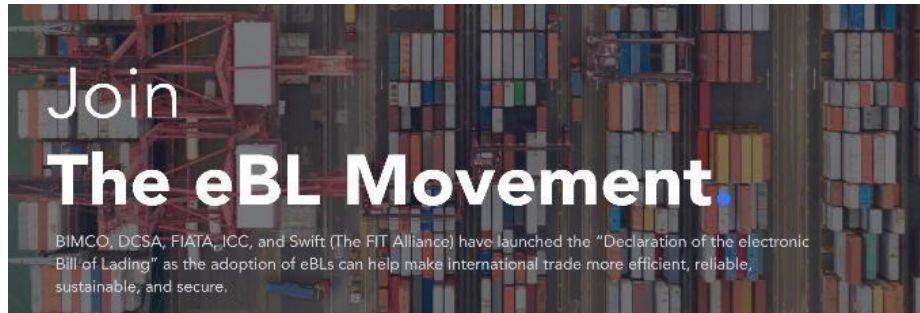 Join
The eBL Movement.
BIMCO, DCSA, FIATA, ICC, and Swift (The FIT Alliance) have launched the “Declaration of the electronic
Bill of Lading” as the adoption of eBLs can help make international trade more efficient, reliable,
sustainable, and secure.